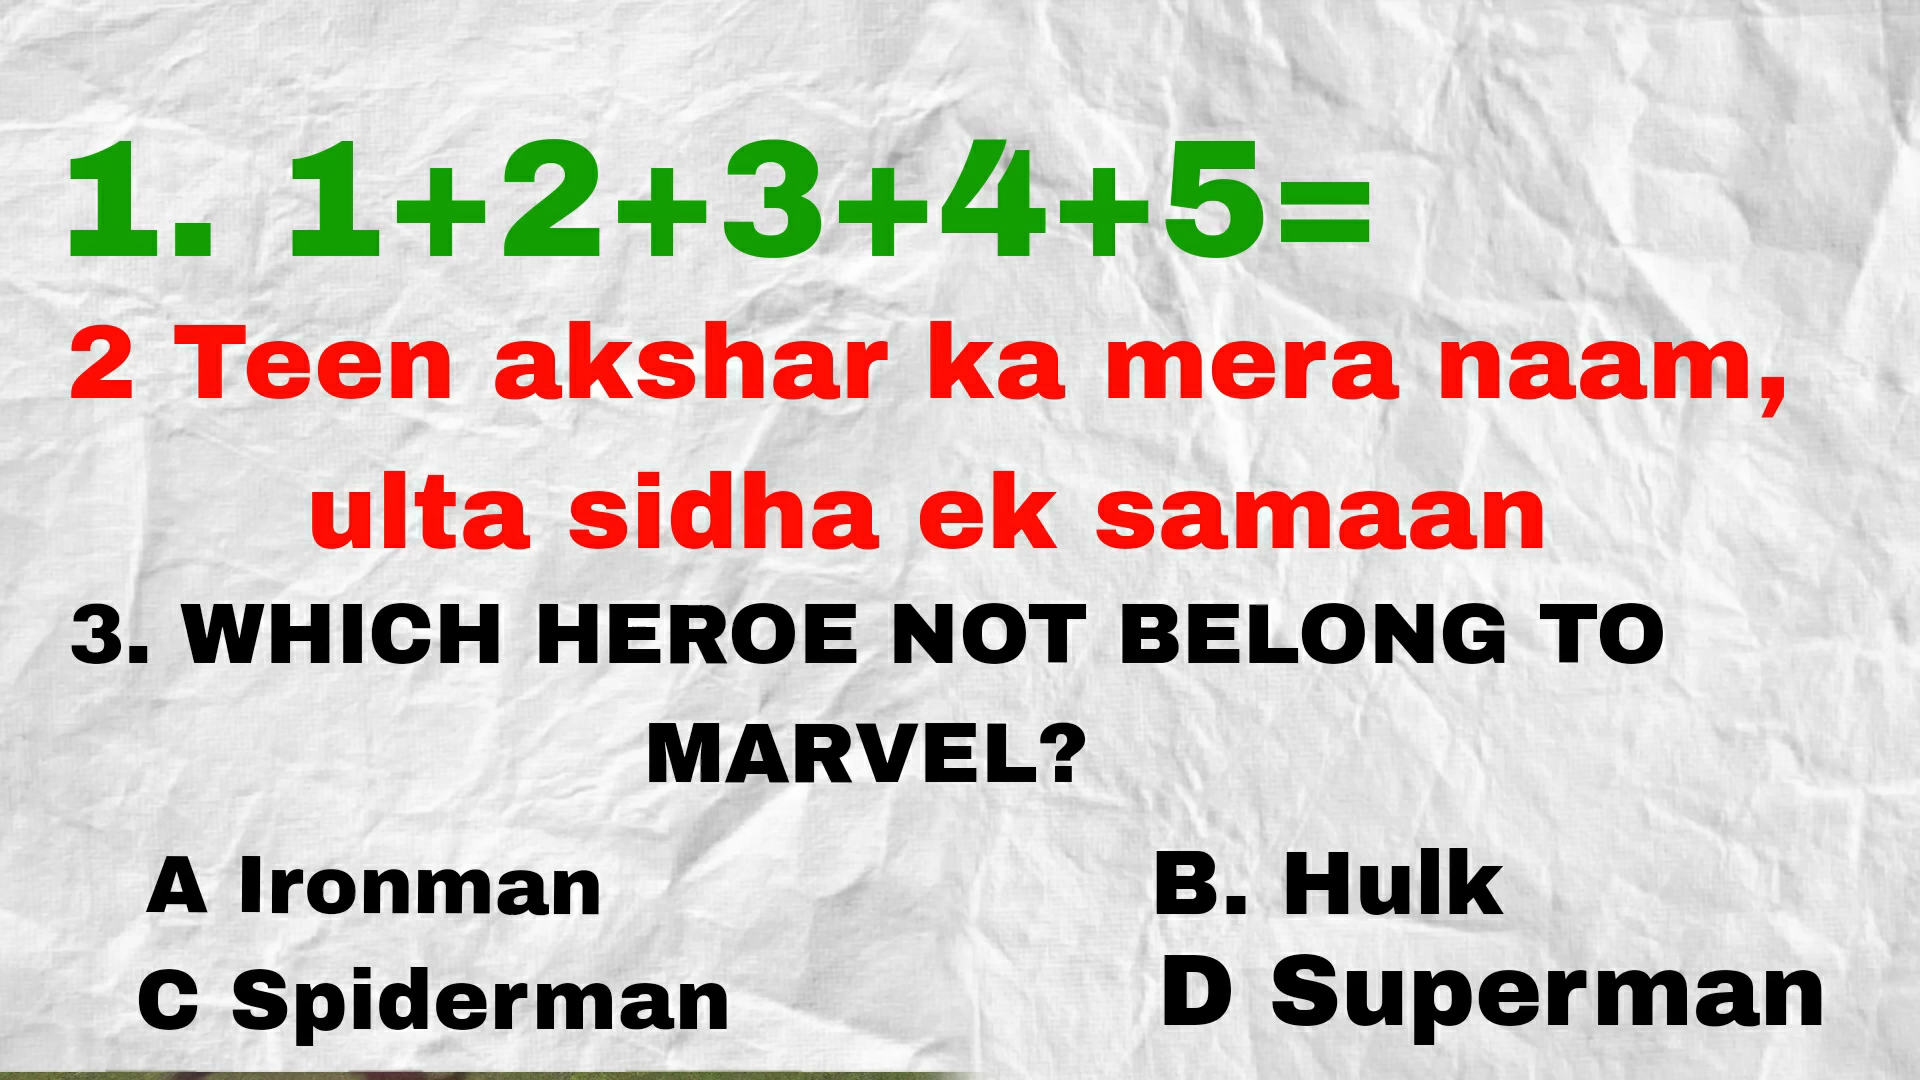 1. 1+2+3+4+5=
2 Teen akshar ka mera naam,
ulta sidha ek samaan
3. WHICH HEROE NOT BELONG TO
MARVEL?
A Ironman B. Hulk
C Spiderman D Superman